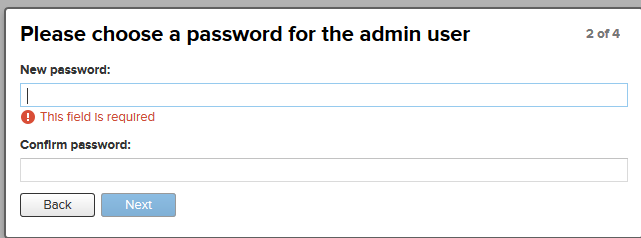 Please choose a password for the admin user
2 of 4
New password:
This field is required
Confirm password:
Back
Next